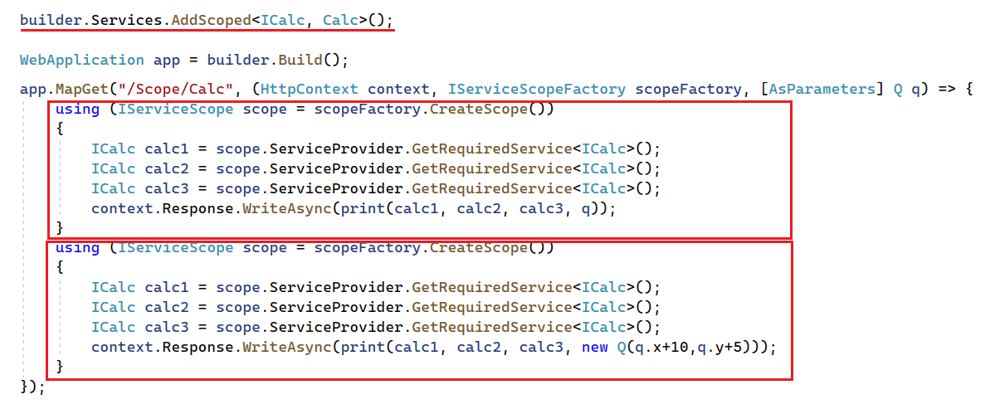 builder.Services.AddScoped<ICalc, Calc>();
WebApplication app = builder.Build();
app.MapGet("/Scope/Calc", (HttpContext context, IServiceScopeFactory scopeFactory, [AsParameters] Q q) => {
using (IServiceScope scope = scopeFactory.CreateScope())
{
ICalc calc1 = scope.ServiceProvider.GetRequiredService<ICalc>();
ICalc calc2 = scope.ServiceProvider.GetRequiredService<ICalc>();
ICalc calc3 = scope.ServiceProvider.GetRequiredService<ICalc>();
context.Response.WriteAsync(print(calc1, calc2, calc3, q));
}
using (IServiceScope scope = scopeFactory.CreateScope())
{
ICalc calc1 = scope.ServiceProvider.GetRequiredService<ICalc>();
ICalc calc2 = scope.ServiceProvider.GetRequiredService<ICalc>();
ICalc calc3 = scope.ServiceProvider.GetRequiredService<ICalc>();
context.Response.WriteAsync(print(calc1, calc2, calc3, new Q(q.x+10,q.y+5)));
}
});